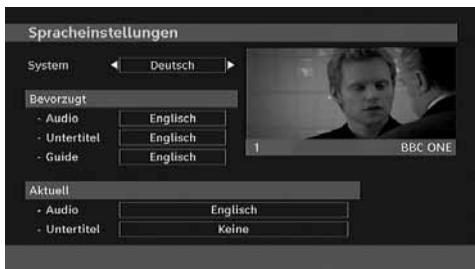 Spracheinstellungen
System Deutsch
Bevorzugt
- Audio Englisch
- Untertitel Englisch
- Guide Englisch
1 BBC ONE
Aktuell
- Audio Englisch
- Untertitel Keine